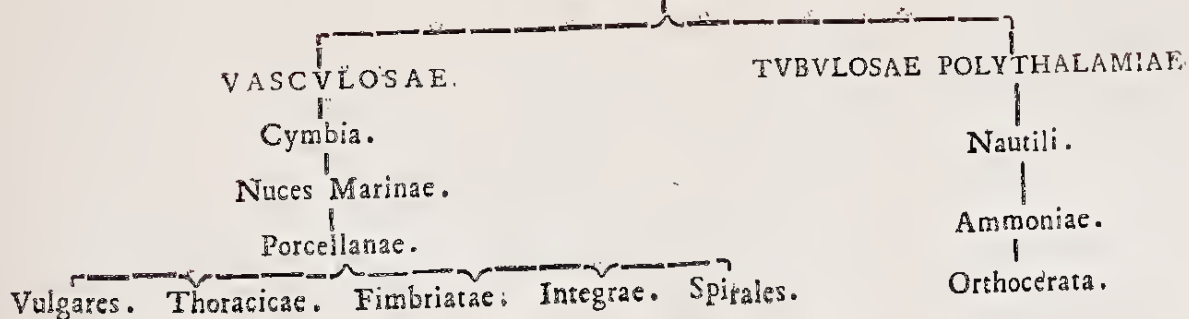 VASCVLOSAE.
TVBVLOSAE POLYTHALAMIAE
Cymbia.
Nautili.
Nuces Marinae.
Ammoniae.
Porcellanae.
Orthocerata.
Vulgares. Thoracicae. Fimbriatae. Integrae. Spirales.